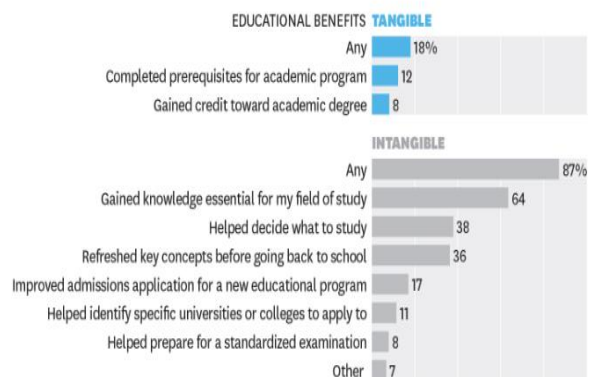 EDUCATIONAL BENEFITS TANGIBLE
Any 18%
Completed prerequisites for academic program 12
Gained credit toward academic degree 8
INTANGIBLE
Any 87%
Gained knowledge essential for my field of study 64
Helped decide what to study 38
Refreshed key concepts before going back to school 36
Improved admissions application for a new educational program 17
Helped identify specific universities or colleges to apply to 11
Helped prepare for a standardized examination 8
Other 7